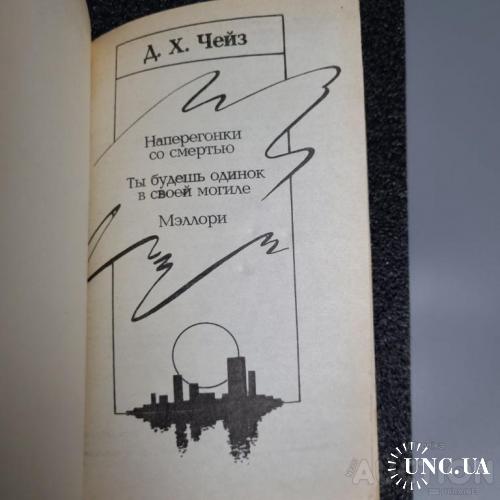 Д. Х. Чейз
Наперегонки
со смертью
Ты будешь одинок
в своей могиле
Мэллори
UNC.UA